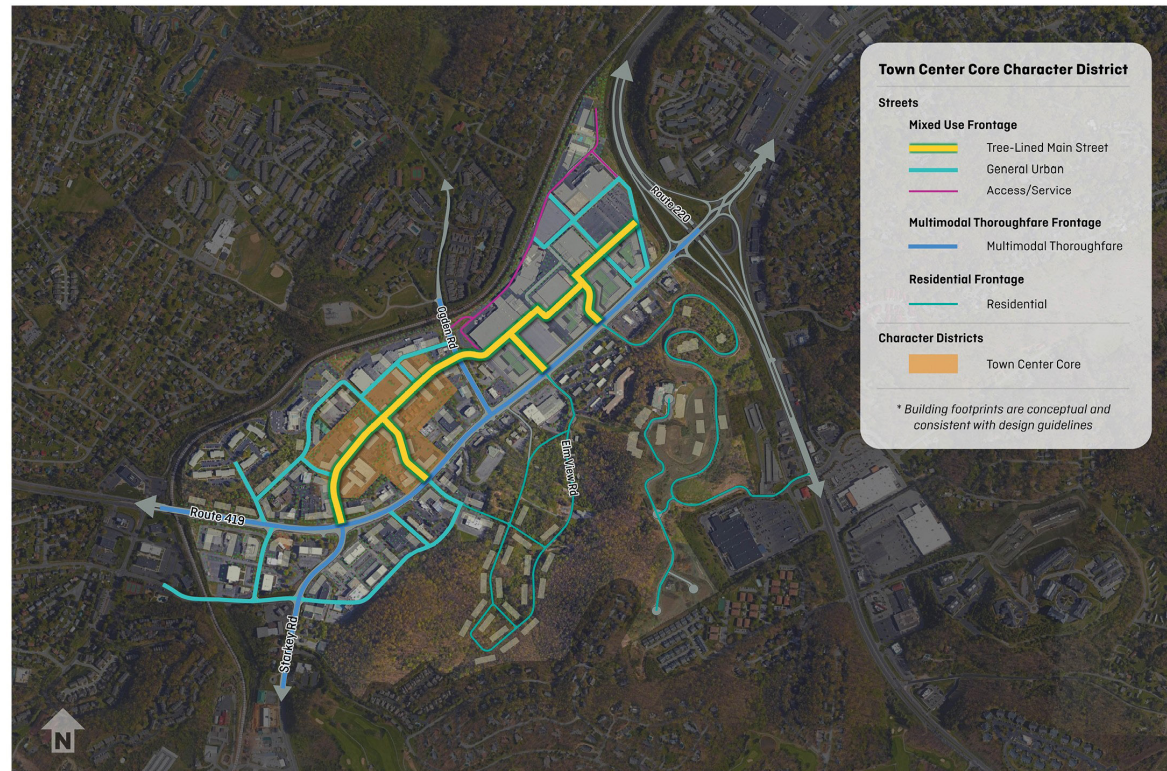 Town Center Core Character District
Streets
Mixed Use Frontage
Tree-Lined Main Street
General Urban
Access/Service
Multimodal Thoroughfare Frontage
Multimodal Thoroughfare
Residential Frontage
Residential
Character Districts
Town Center Core
* Building footprints are conceptual and
consistent with design guidelines
Route 220
Ogden Rd
Elm View Rd
Route 419
Starkey Rd
N